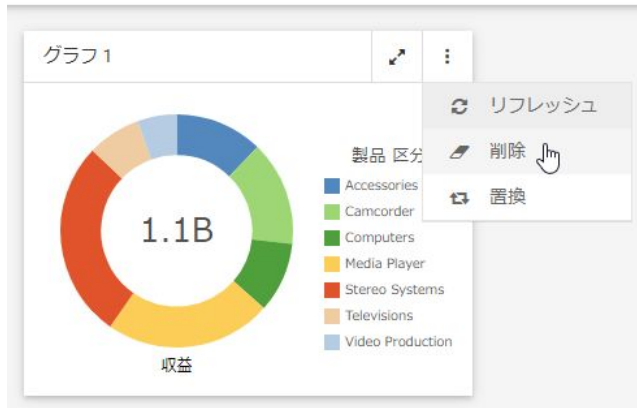 グラフ1
リフレッシュ
削除
置換
製品 区分
Accessories
Camcorder
Computers
Media Player
Stereo Systems
Televisions
Video Production
1.1B
収益